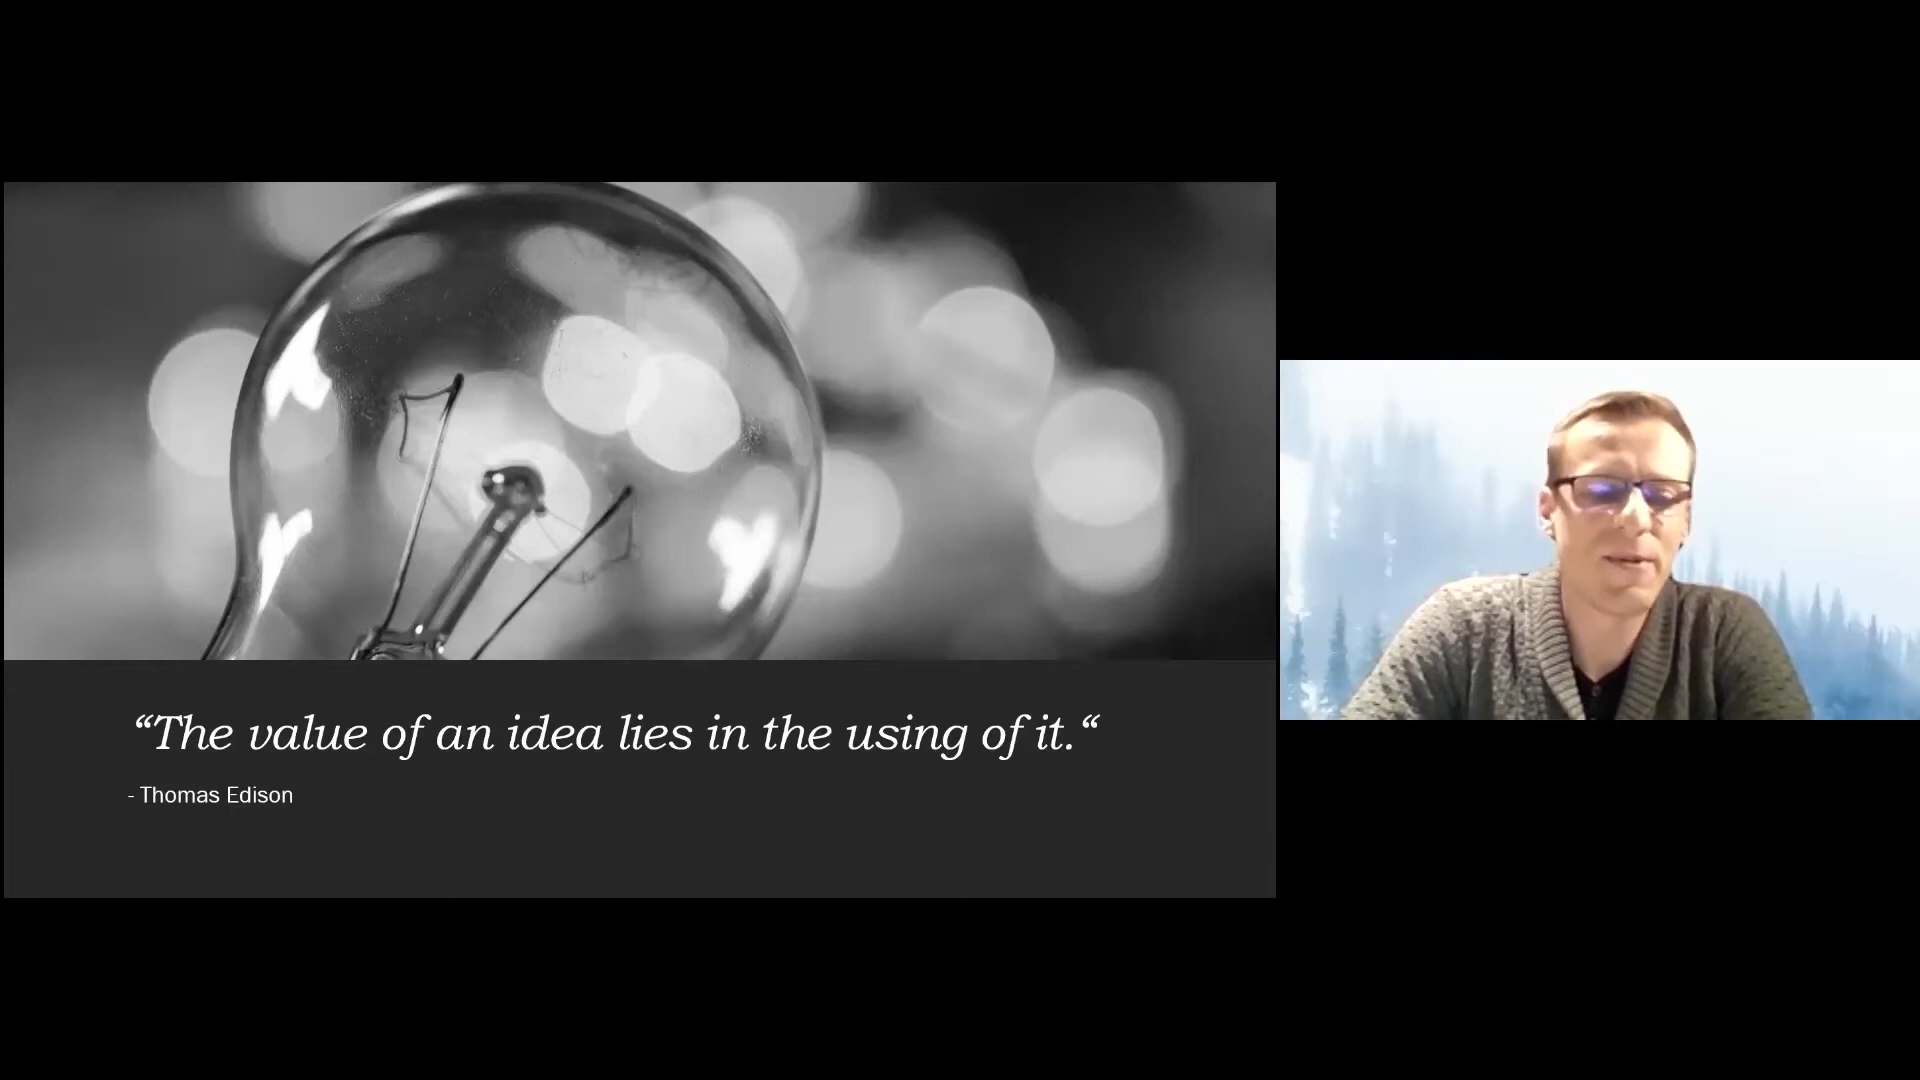 “The value of an idea lies in the using of it.“
- Thomas Edison